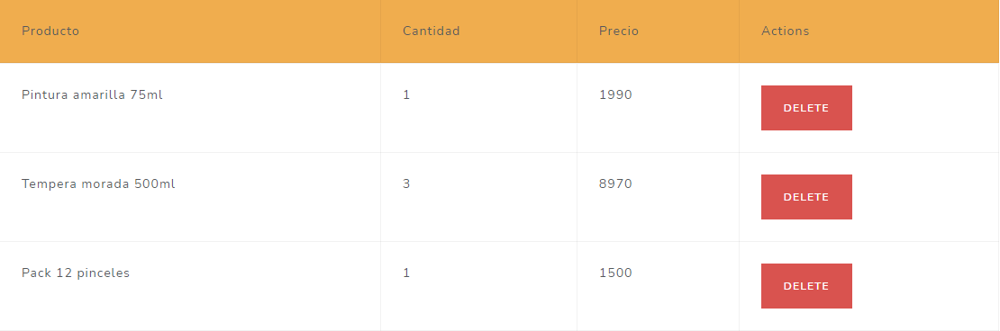 Producto Cantidad Precio Actions
Pintura amarilla 75ml 1 1990 DELETE
Tempera morada 500ml 3 8970 DELETE
Pack 12 pinceles 1 1500 DELETE